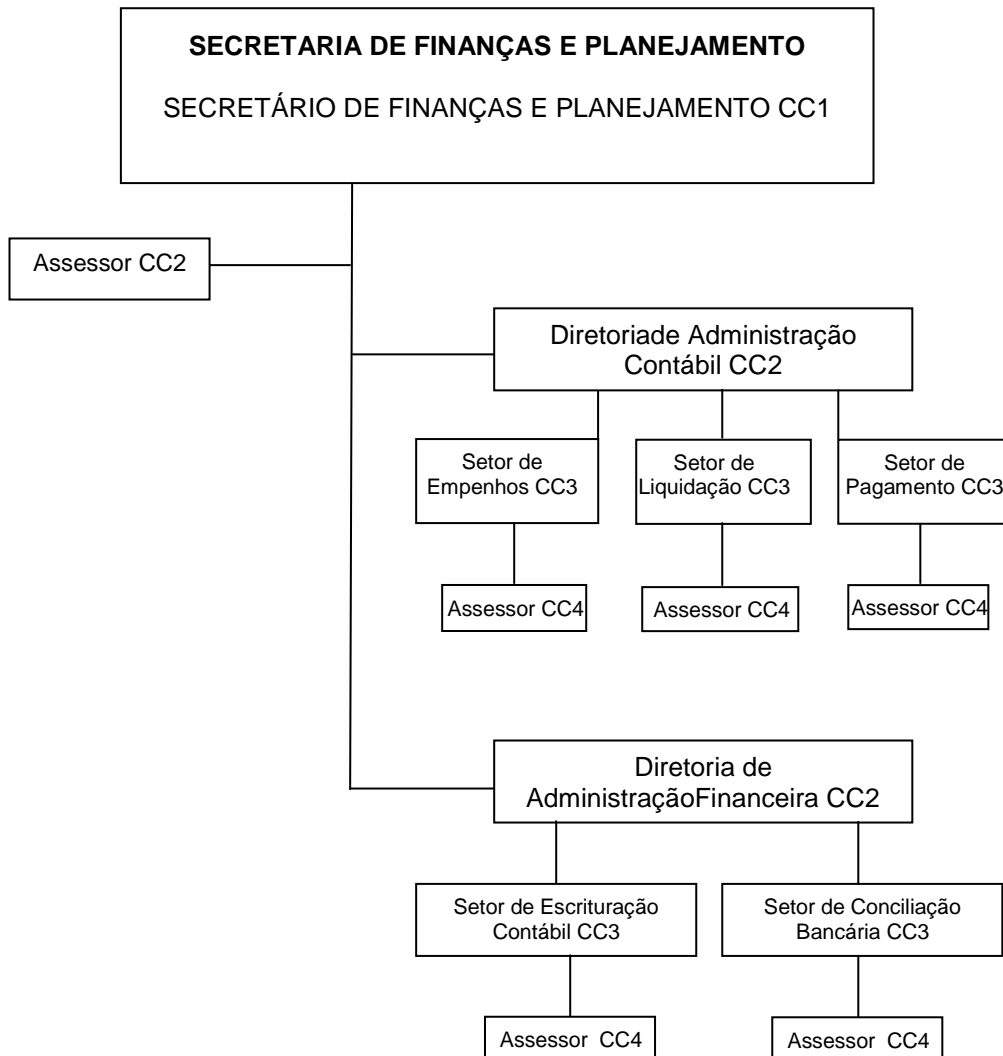 SECRETARIA DE FINANÇAS E PLANEJAMENTO
SECRETÁRIO DE FINANÇAS E PLANEJAMENTO CC1
Assessor CC2
Diretoriade Administração
Contábil CC2
Setor de
Empenhos CC3
Setor de
Liquidação CC3
Setor de
Pagamento CC3
Assessor CC4
Assessor CC4
Assessor CC4
Diretoria de
AdministraçãoFinanceira CC2
Setor de Escrituração
Contábil CC3
Setor de Conciliação
Bancária CC3
Assessor CC4
Assessor CC4